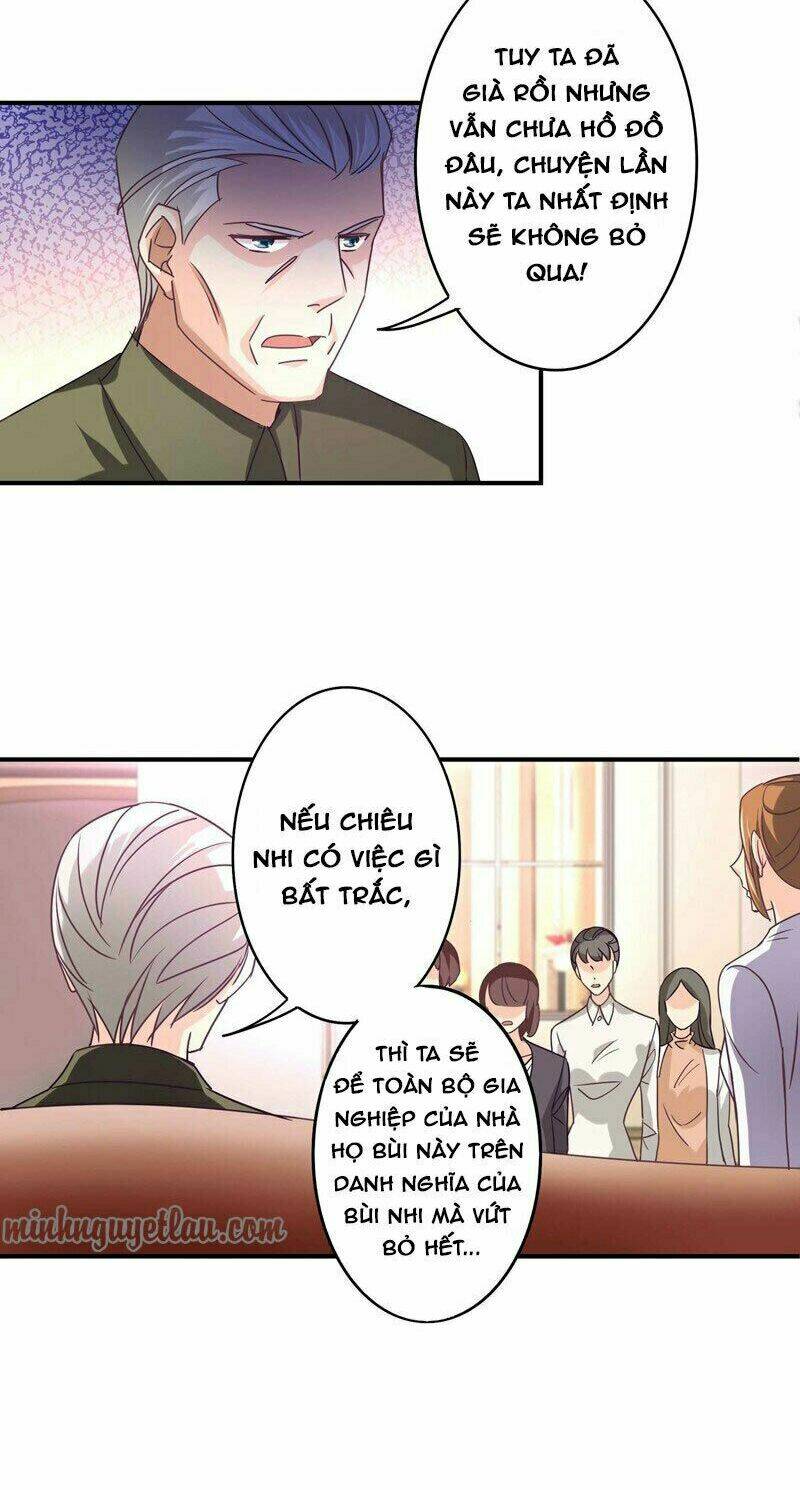 TUY TA ĐÃ
GIÀ RỒI NHƯNG
VẪN CHƯA HỒ ĐỒ
ĐÂU, CHUYỆN LẦN
NÀY TA NHẤT ĐỊNH
SẼ KHÔNG BỎ
QUA!
NẾU CHIÊU
NHI CÓ VIỆC GÌ
BẤT TRẮC,
THÌ TA SẼ
ĐỂ TOÀN BỘ GIA
NGHIỆP CỦA NHÀ
HỌ BÙI NÀY TRÊN
DANH NGHĨA CỦA
BÙI NHI MÀ VỨT
BỎ HẾT...
minhnguyetlau.com